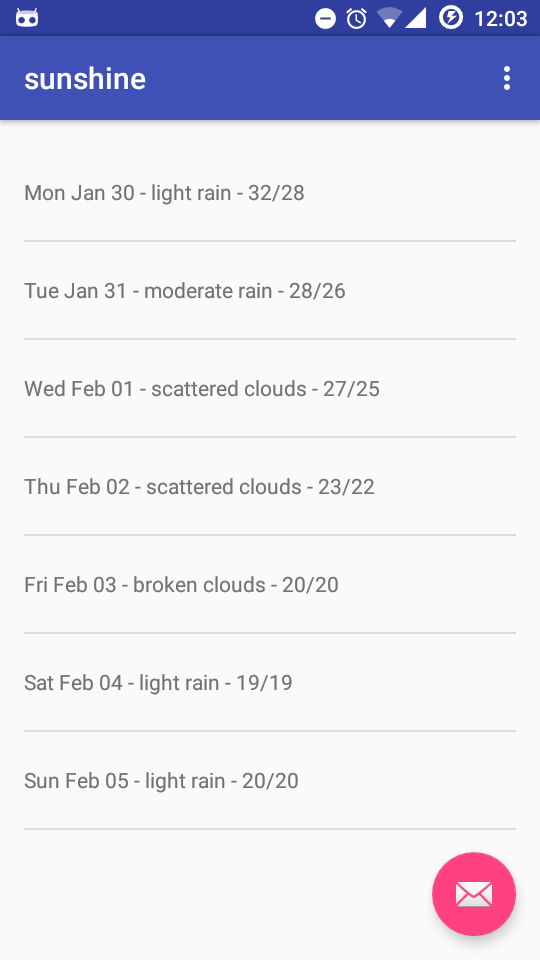 12:03
sunshine
Mon Jan 30 - light rain - 32/28
Tue Jan 31 - moderate rain - 28/26
Wed Feb 01 - scattered clouds - 27/25
Thu Feb 02 - scattered clouds - 23/22
Fri Feb 03 - broken clouds - 20/20
Sat Feb 04 - light rain - 19/19
Sun Feb 05 - light rain - 20/20